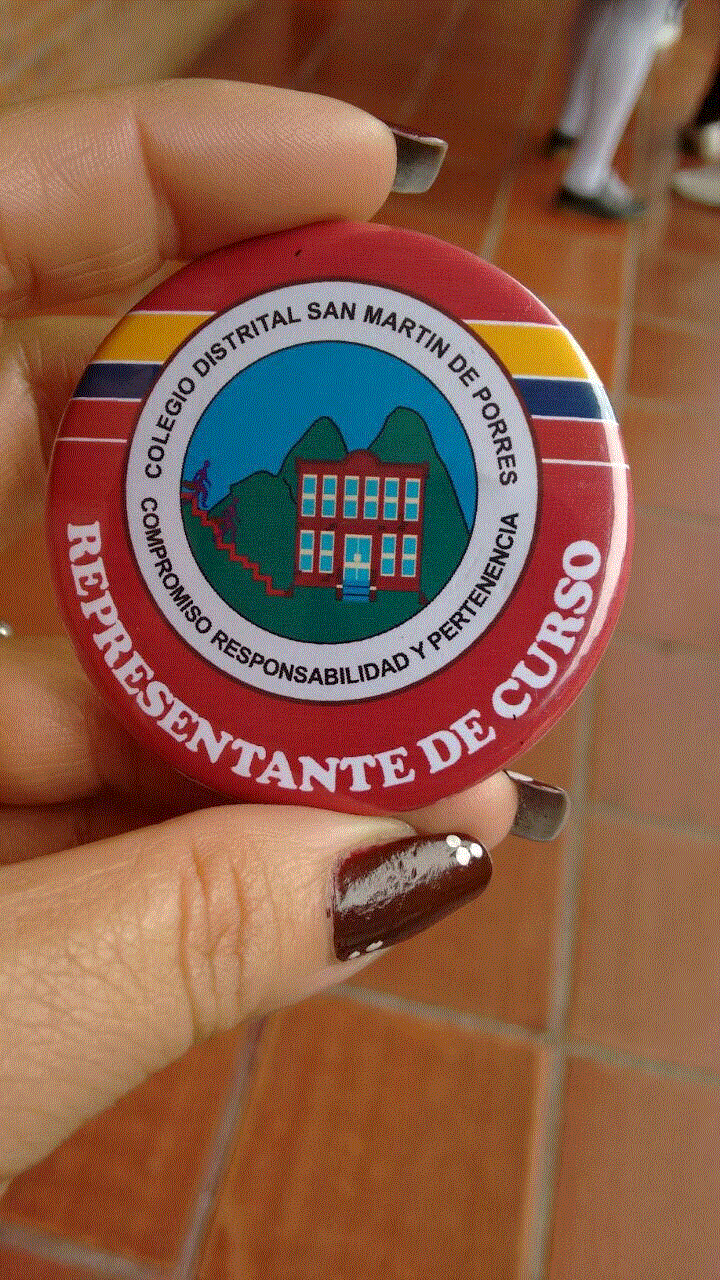 COLEGIO DISTRITAL SAN MARTIN DE PORRES
COMPROMISO RESPONSABILIDAD Y PERTENENCIA
REPRESENTANTE DE CURSO